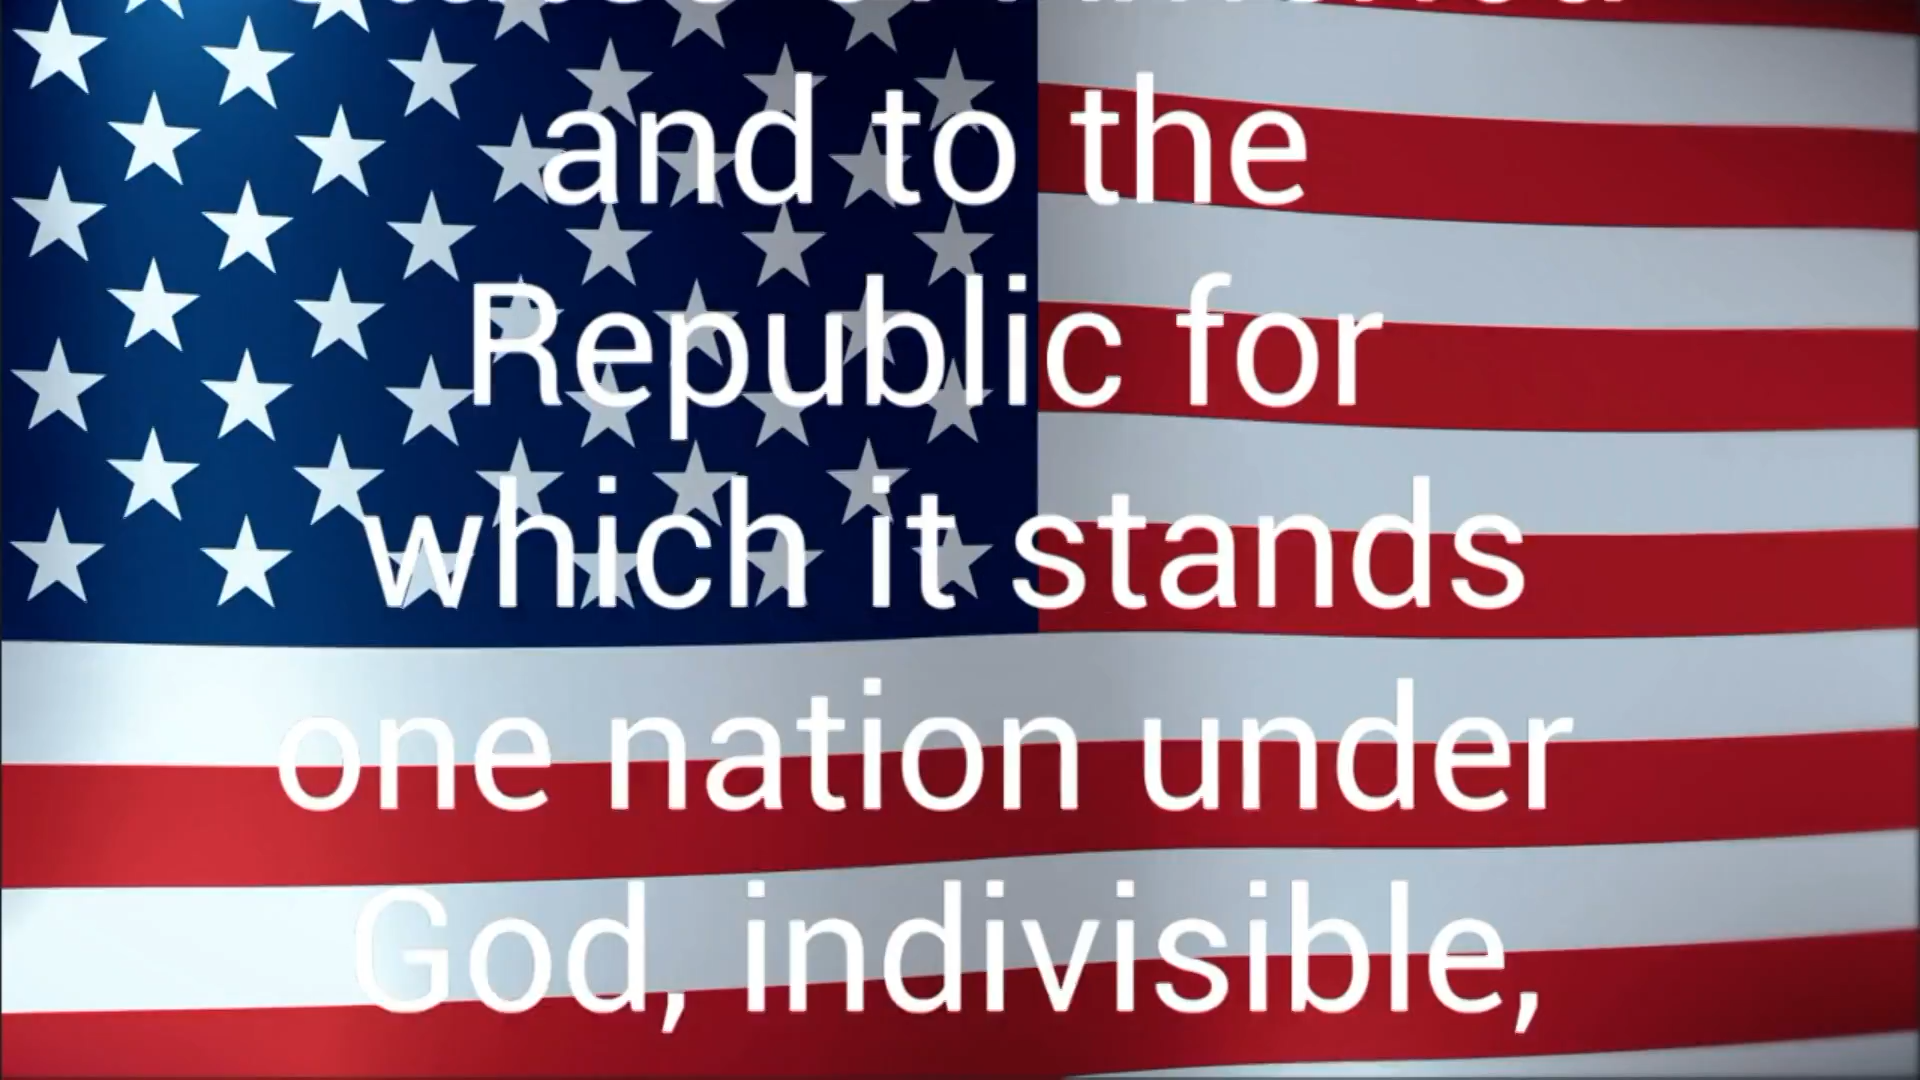 and to the
Republic for
which it stands
one nation under
God, indivisible,